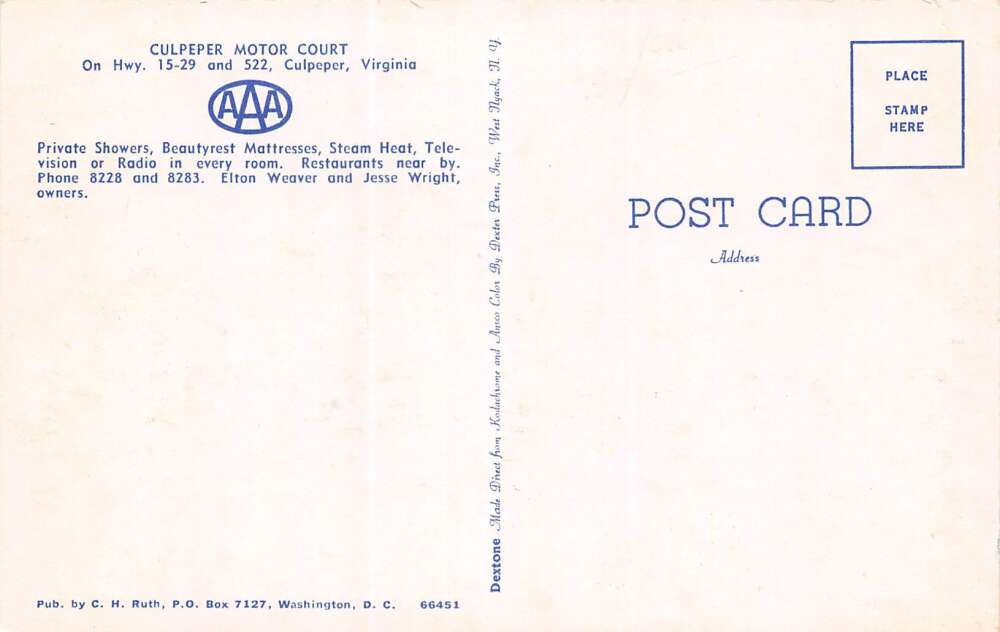 CULPEPER MOTOR COURT
On Hwy. 15-29 and 522, Culpeper, Virginia
AAA
Private Showers, Beautyrest Mattresses, Steam Heat, Tele-
vision or Radio in every room. Restaurants near by.
Phone 8228 and 8283. Elton Weaver and Jesse Wright,
owners.
Pub. by C. H. Ruth, P.O. Box 7127, Washington, D. C. 66451
Dextone Made Direct from Kodachrome and Ansco Color By Dexter Press, Inc., West Nyack, N. Y.
PLACE
STAMP
HERE
POST CARD
Address